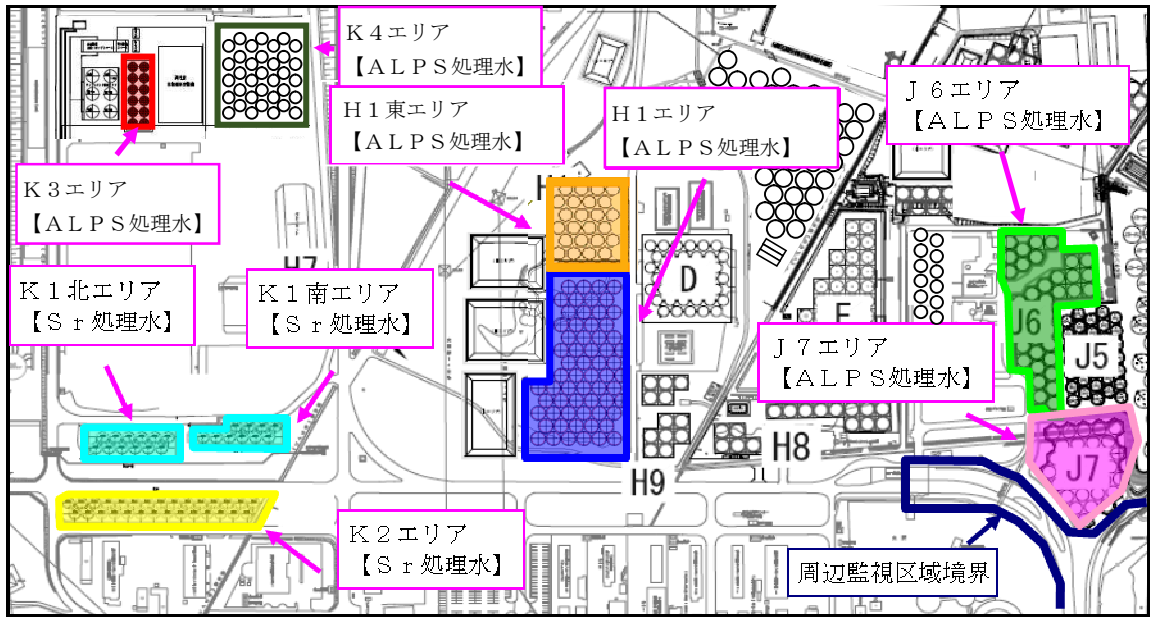 K4エリア
【ALPS処理水】
H1東エリア
【ALPS処理水】
H1エリア
【ALPS処理水】
J6エリア
【ALPS処理水】
K3エリア
【ALPS処理水】
K1北エリア
【Sr処理水】
K1南エリア
【Sr処理水】
J7エリア
【ALPS処理水】
K2エリア
【Sr処理水】
周辺監視区域境界
H7
D
J6
J5
H8
H9
J7